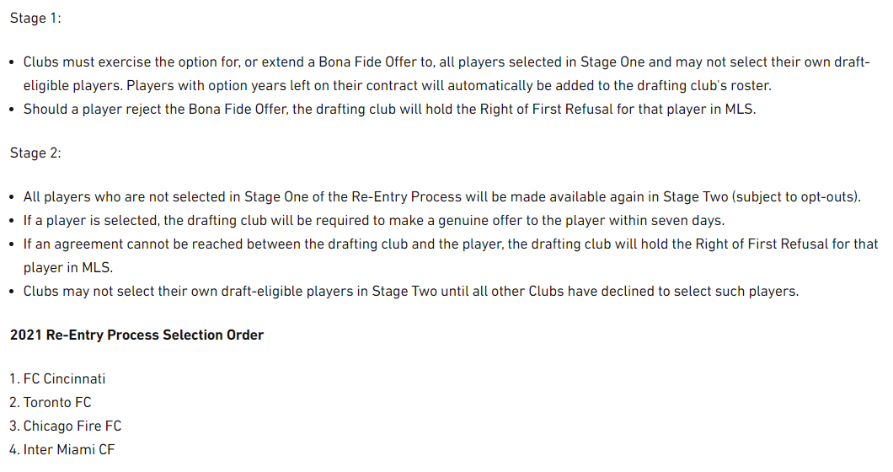 Stage 1:
• Clubs must exercise the option for, or extend a Bona Fide Offer to, all players selected in Stage One and may not select their own draft-
eligible players. Players with option years left on their contract will automatically be added to the drafting club's roster.
• Should a player reject the Bona Fide Offer, the drafting club will hold the Right of First Refusal for that player in MLS.
Stage 2:
• All players who are not selected in Stage One of the Re-Entry Process will be made available again in Stage Two (subject to opt-outs).
• If a player is selected, the drafting club will be required to make a genuine offer to the player within seven days.
• If an agreement cannot be reached between the drafting club and the player, the drafting club will hold the Right of First Refusal for that
player in MLS.
• Clubs may not select their own draft-eligible players in Stage Two until all other Clubs have declined to select such players.
2021 Re-Entry Process Selection Order
1. FC Cincinnati
2. Toronto FC
3. Chicago Fire FC
4. Inter Miami CF